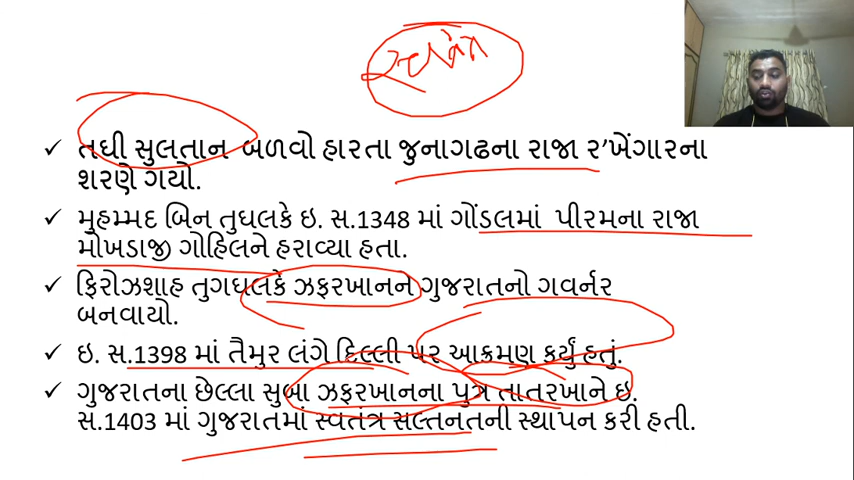 સ્વતંત્ર
તઘી સુલતાન બળવો હારતા જુનાગઢના રાજા ર'ખેંગારના
શરણે ગયો.
મુહમ્મદ બિન તુઘલકે ઇ. સ.1348 માં ગોંડલમાં પીરમના રાજા
મોખડાજી ગોહિલને હરાવ્યા હતા.
ફિરોઝશાહ તુગઘલકે ઝફરખાનને ગુજરાતનો ગવર્નર
બનવાયો.
ઇ. સ.1398 માં તૈમુર લંગે દિલ્લી પર આક્રમણ કર્યું હતું.
ગુજરાતના છેલ્લા સુબા ઝફરખાનના પુત્ર તાતરખાને ઇ.
સ.1403 માં ગુજરાતમાં સ્વતંત્ર સલ્તનતની સ્થાપન કરી હતી.